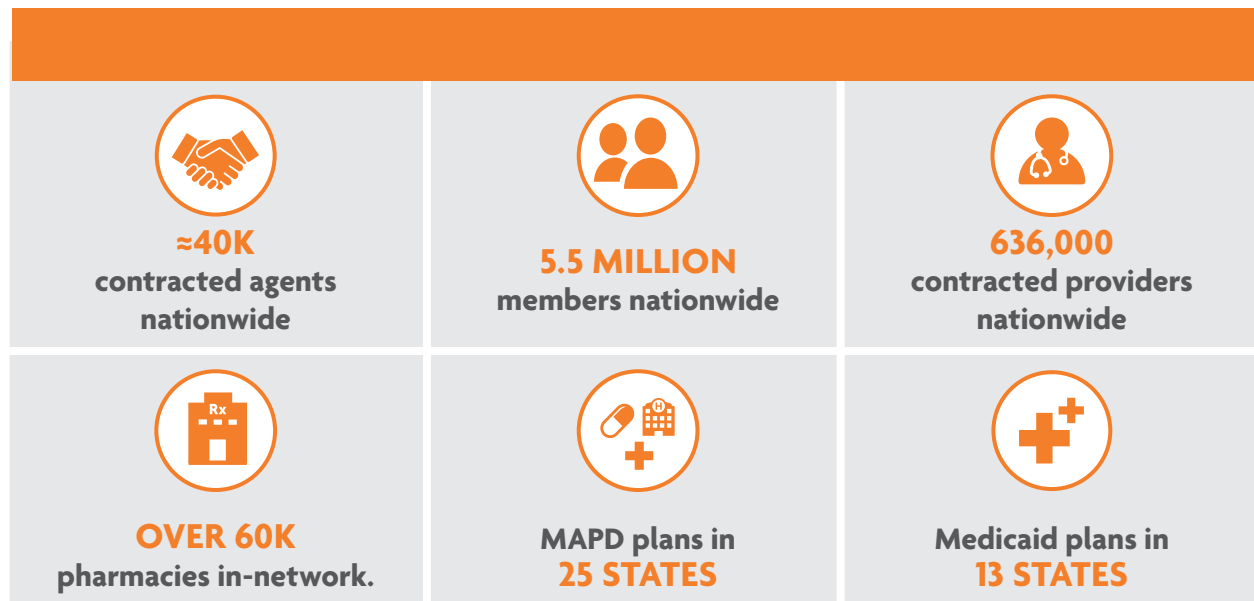 ≈40K
contracted agents
nationwide
5.5 MILLION
members nationwide
636,000
contracted providers
nationwide
Rx
OVER 60K
pharmacies in-network.
H
MAPD plans in
25 STATES
Medicaid plans in
13 STATES